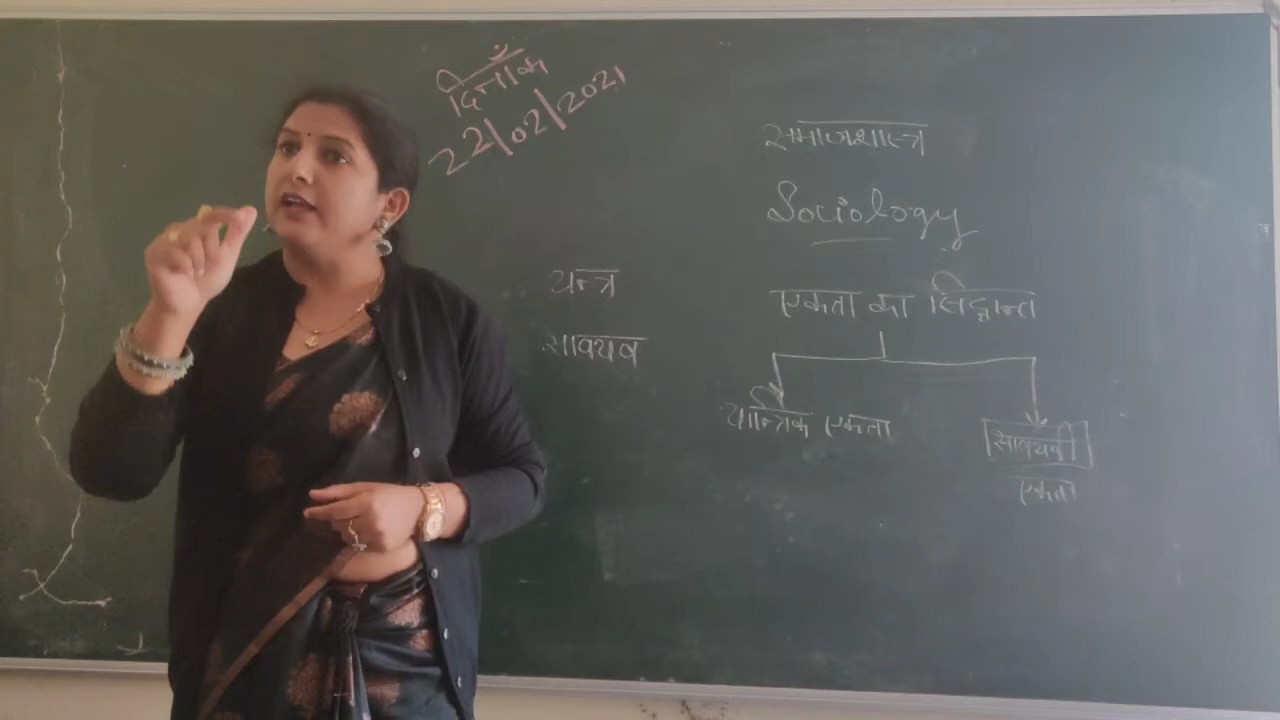 दिनाँक
22/02/2021
समाजशास्त्र
Sociology
यन्त्र
सावयव
एकता का सिद्धान्त
यान्त्रिक एकता
सावयवी
एकता